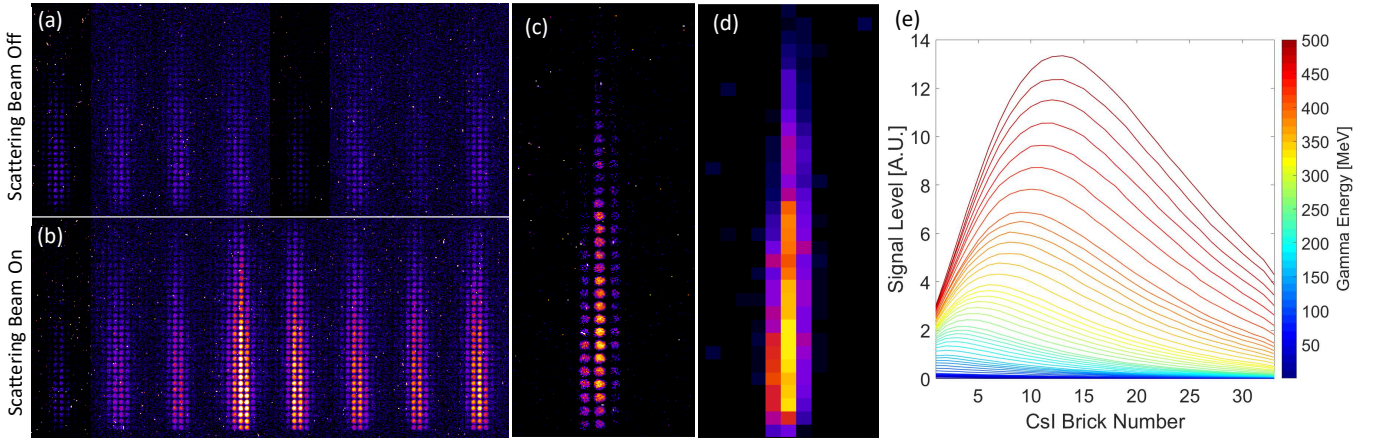 (a)
Scattering Beam Off
(b)
Scattering Beam On
(c)
(d)
(e)
Signal Level [A.U.]
14
12
10
8
6
4
2
0
5 10 15 20 25 30
CsI Brick Number
500
450
400
350
300
250
200
150
100
50
Gamma Energy [MeV]